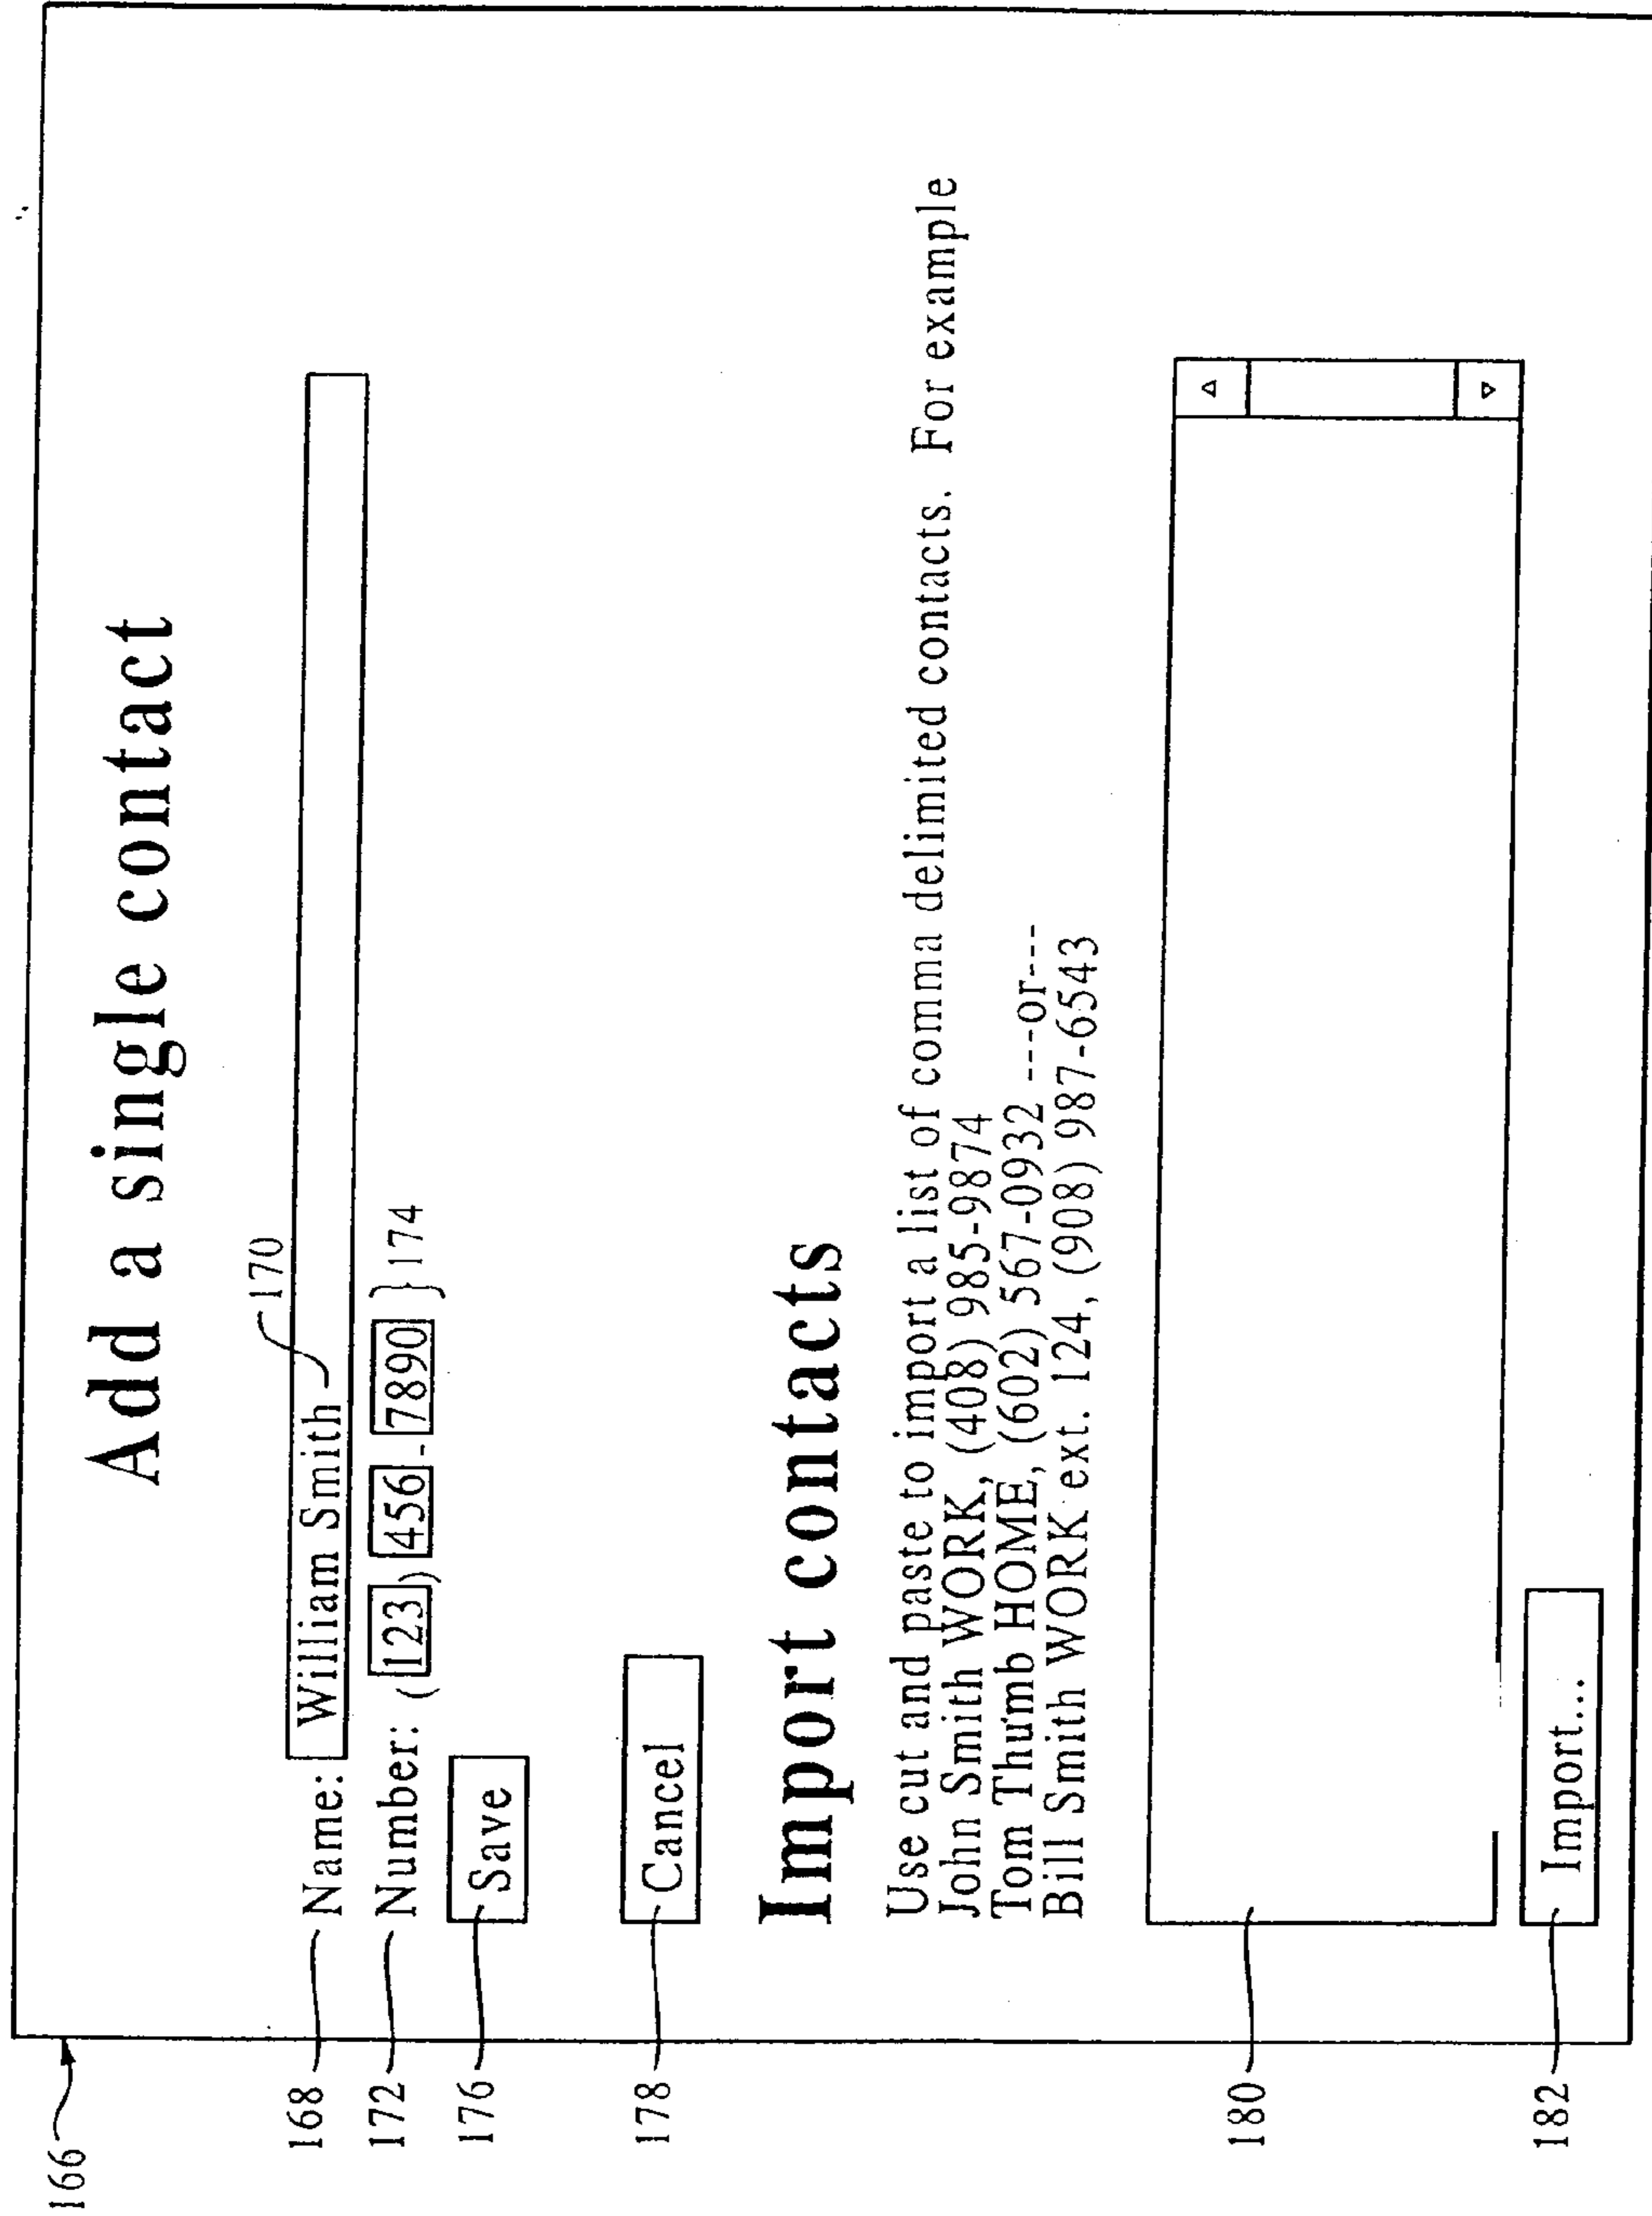 166
Add a single contact
170
168 Name: William Smith
172 Number: (123) 456-7890 }174
176 Save
178 Cancel
Import contacts
Use cut and paste to import a list of comma delimited contacts. For example
John Smith WORK, (408) 985-9874
Tom Thumb HOME, (602) 567-0932 ---or---
Bill Smith WORK ext. 124, (908) 987-6543
180
182 Import...